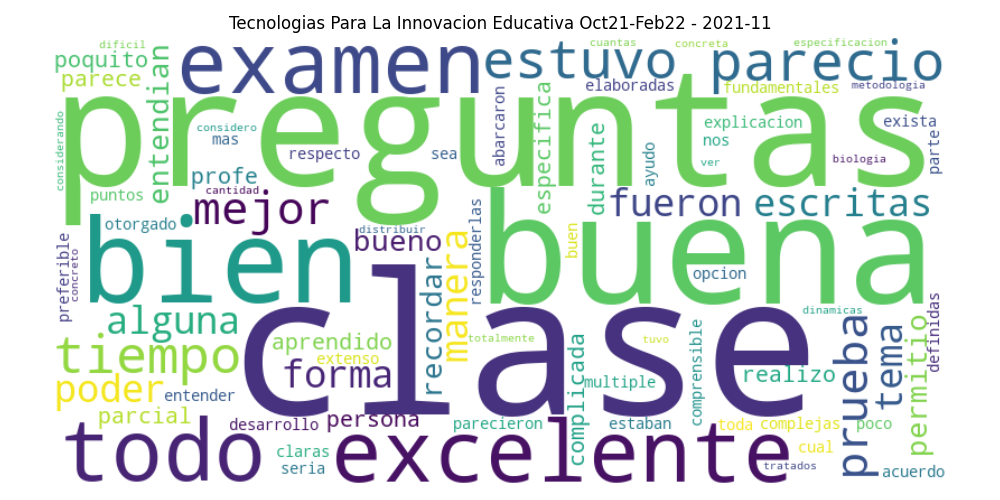 Tecnologias Para La Innovacion Educativa Oct21-Feb22 - 2021-11
dificil
cuantas
concreta
especificacion
poquito
examen
estuvo
parecio
parece
entendian
elaboradas
fundamentales
metodologia
preguntas
considerando
considero
mas
respecto
sea
abarcaron
especifica
durante
ayudo
explicacion
nos
ver
biologia
exista
parte
puntos
profe
cantidad
mejor
fueron
escritas
otorgado
distribuir
bien
bueno
buena
preferible
concreto
recordar
manera
responderlas
buen
opcion
alguna
clase
dinamicas
definidas
tiempo
aprendido
extenso
totalmente
tuvo
prueba
tema
permitio
poder
entender
forma
complicada
multiple
comprensible
realizo
parcial
desarrollo
persona
parecieron
estaban
toda
complejas
poco
todo
claras
seria
excelente
cual
tratados
acuerdo